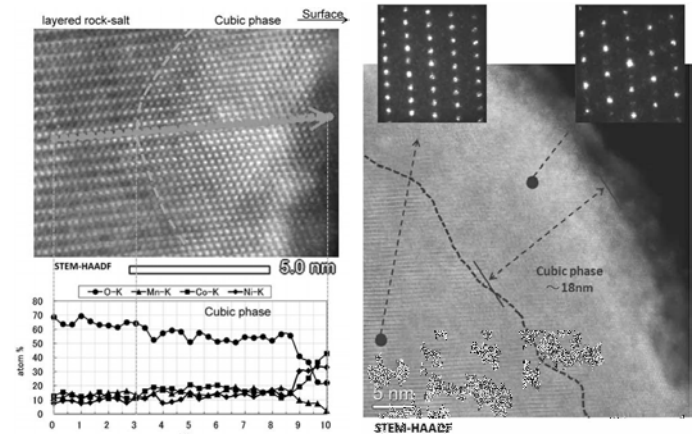 layered rock-salt Cubic phase Surface
STEM-HAADF
5.0 nm
O-K Mn-K Co-K Ni-K
Cubic phase
atom %
80
70
60
50
40
30
20
10
0
0 1 2 3 4 5 6 7 8 9 10
Cubic phase
～18nm
5 nm
STEM-HAADF